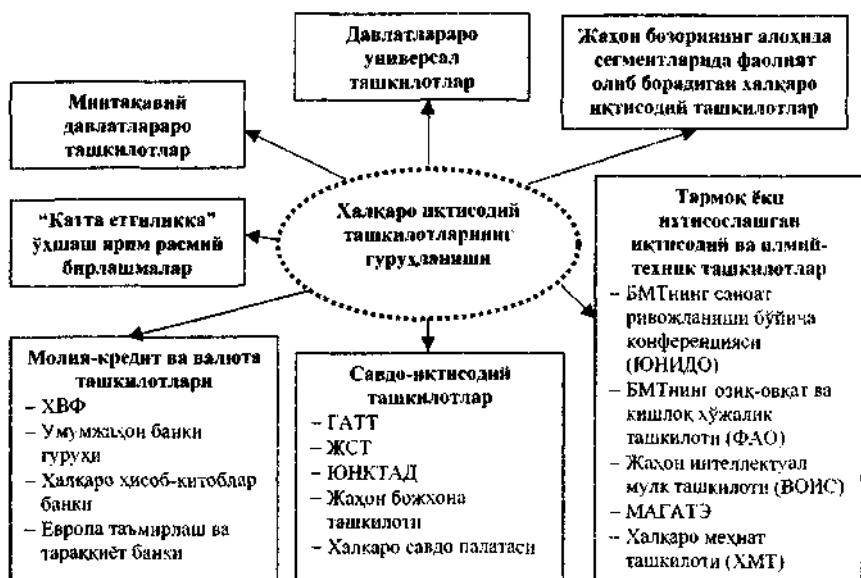 Давлатлараро
универсал
ташкилотлар
Жаҳон бозорининг алоҳида
сегментларида фаолият
олиб борадиган халқаро
иқтисодий ташкилотлар
Минтақавий
давлатлараро
ташкилотлар
Халқаро иқтисодий
ташкилотларнинг
гуруҳланиши
“Катта еттиликка”
ўхшаш ярим расмий
бирлашмалар
Тармоқ ёки
ихтисослашган
иқтисодий ва илмий-
техник ташкилотлар
– БМТнинг саноат
ривожланиши бўйича
конференцияси
(ЮНИДО)
– БМТнинг озиқ-овқат ва
қишлоқ хўжалик
ташкилоти (ФАО)
– Жаҳон интеллектуал
мулк ташкилоти (ВОИС)
– МАГАТЭ
– Халқаро меҳнат
ташкилоти (ХМТ)
Молия-кредит ва валюта
ташкилотлари
– ХВФ
– Умумжаҳон банки
гуруҳи
– Халқаро ҳисоб-китоблар
банки
– Европа таъмирлаш ва
тараққиёт банки
Савдо-иқтисодий
ташкилотлар
– ГАТТ
– ЖСТ
– ЮНКТАД
– Жаҳон божхона
ташкилоти
– Халқаро савдо палатаси